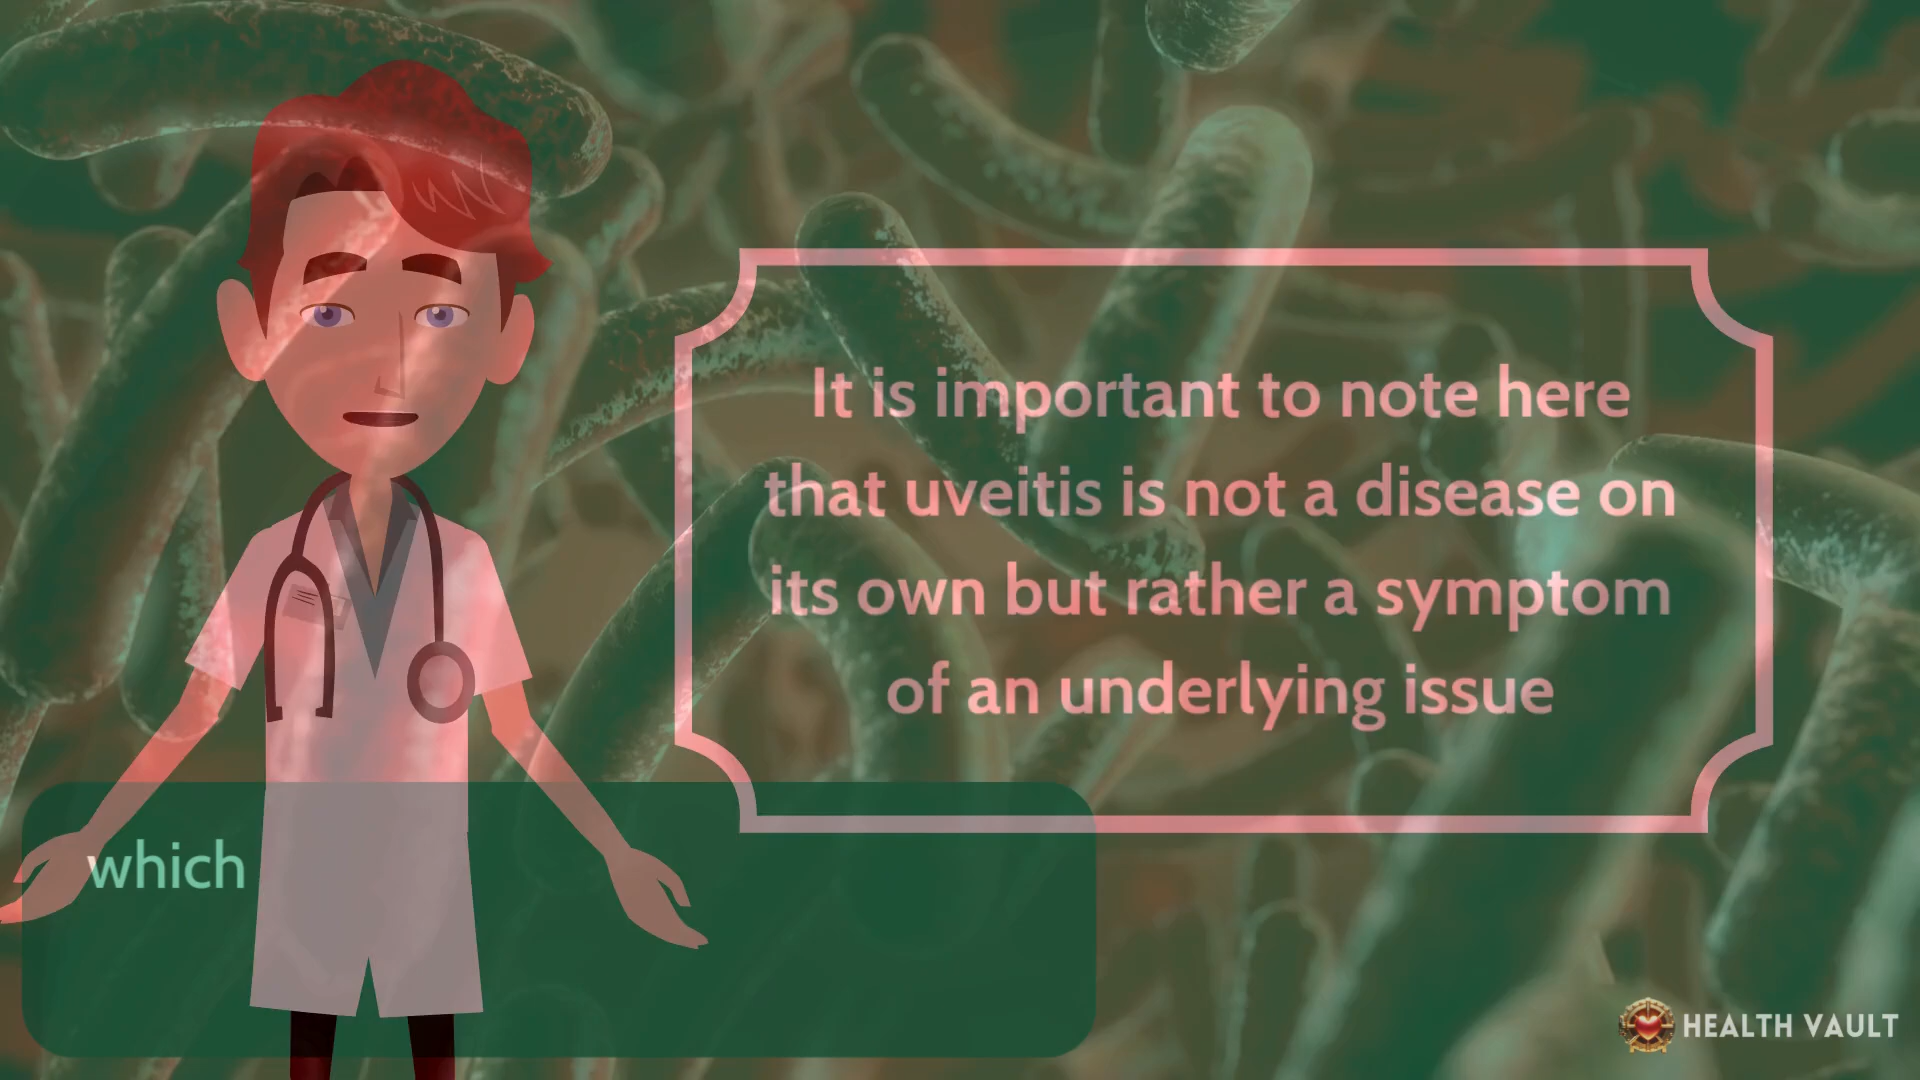 It is important to note here
that uveitis is not a disease on
its own but rather a symptom
of an underlying issue
which
HEALTH VAULT